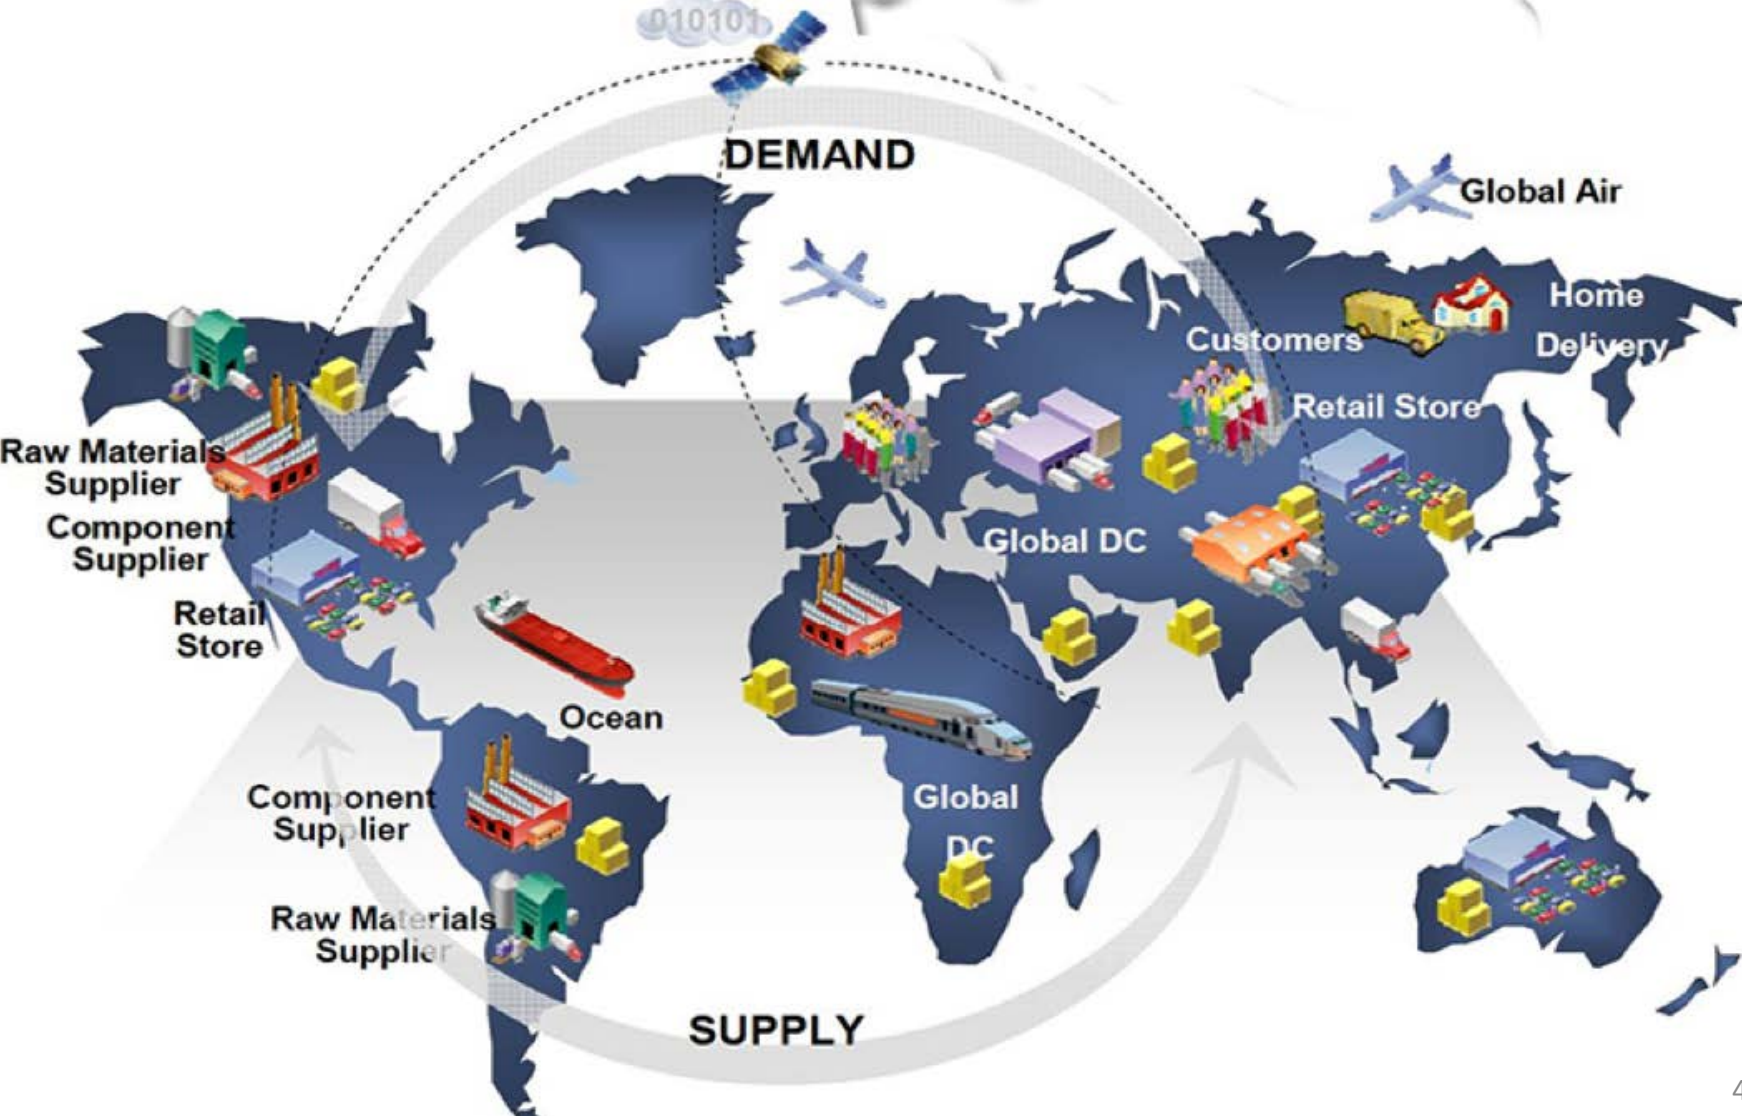 010101
DEMAND
Global Air
Home
Delivery
Customers
Retail Store
Raw Materials
Supplier
Component
Supplier
Global DC
Retail
Store
Ocean
Component
Supplier
Global
DC
Raw Materials
Supplier
SUPPLY
4